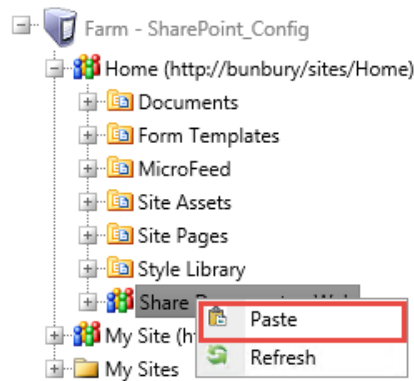 Farm - SharePoint_Config
Home (http://bunbury/sites/Home)
Documents
Form Templates
MicroFeed
Site Assets
Site Pages
Style Library
Share
Paste
My Site
Refresh
My Sites